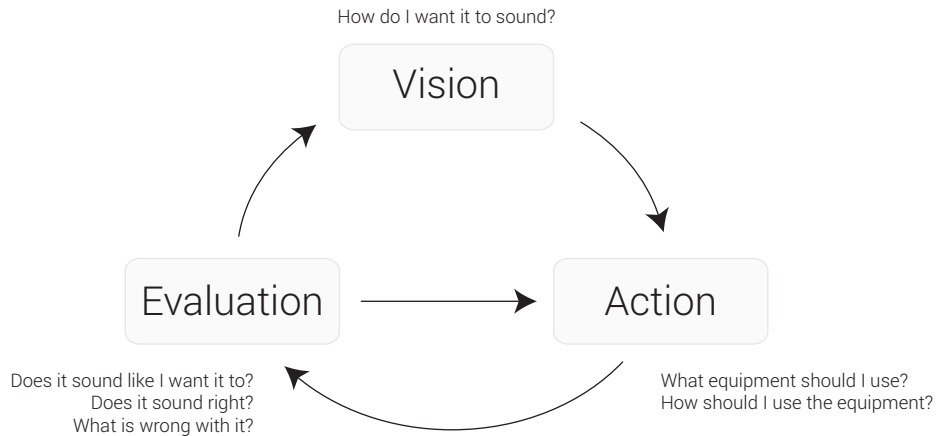 How do I want it to sound?
Vision
Evaluation
Action
Does it sound like I want it to?
Does it sound right?
What is wrong with it?
What equipment should I use?
How should I use the equipment?